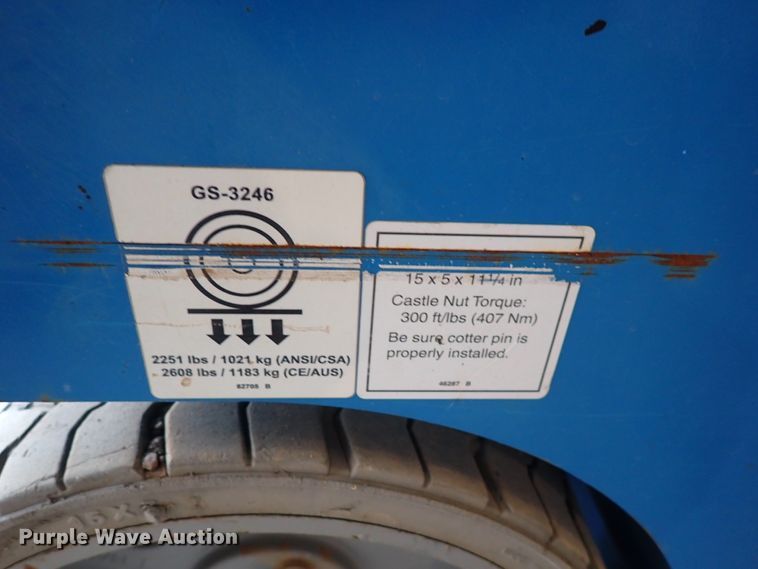 GS-3246
2251 lbs / 1021 kg (ANSI/CSA)
2608 lbs / 1183 kg (CE/AUS)
82705 B
15 x 5 x 11 1/4 in
Castle Nut Torque:
300 ft/lbs (407 Nm)
Be sure cotter pin is
properly installed.
46287 B
Purple Wave Auction